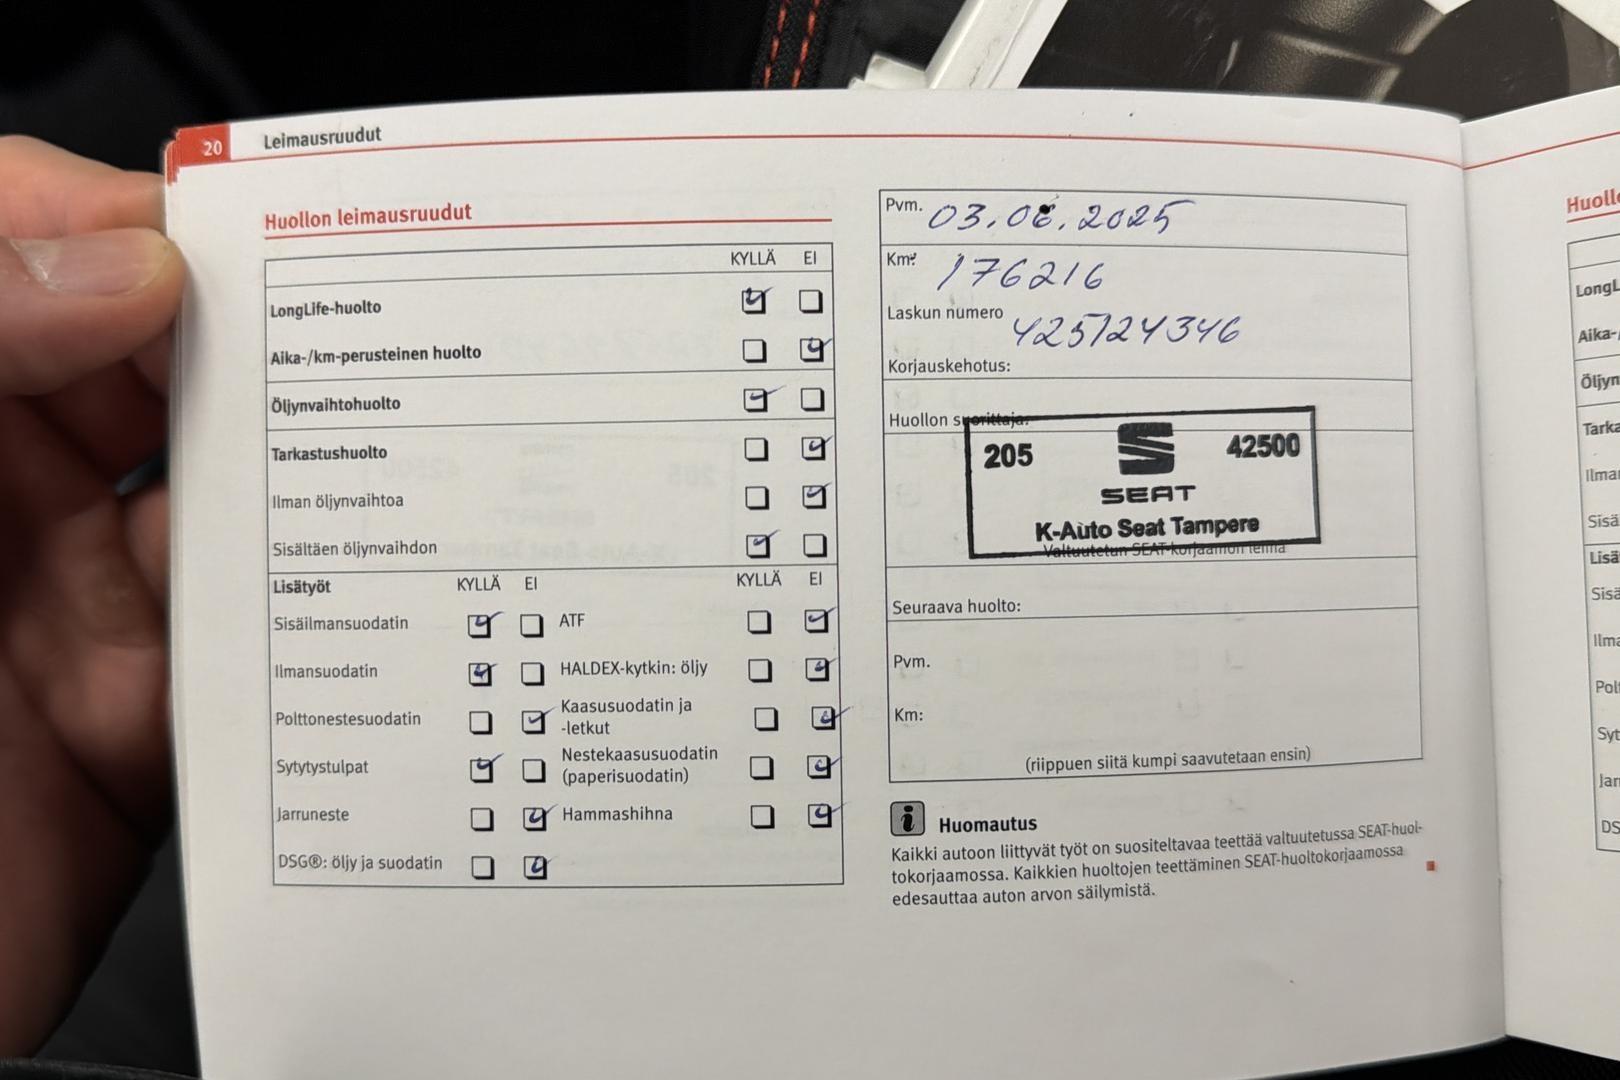 20 Leimausruudut
Huollon leimausruudut
KYLLÄ EI
LongLife-huolto
Aika-/km-perusteinen huolto
Öljynvaihtohuolto
Tarkastushuolto
Ilman öljynvaihtoa
Sisältäen öljynvaihdon
Lisätyöt KYLLÄ EI KYLLÄ EI
Sisäilmansuodatin ATF
Ilmansuodatin HALDEX-kytkin: öljy
Polttonestesuodatin Kaasusuodatin ja
-letkut
Sytytystulpat Nestekaasusuodatin
(paperisuodatin)
Jarruneste Hammashihna
DSG®: öljy ja suodatin
Pvm. 03.06.2025
Km: 176216
Laskun numero 425124346
Korjauskehotus:
Huollon suorittaja:
205 42500
SEAT
K-Auto Seat Tampere
Valtuutetun SEAT-korjaamon leima
Seuraava huolto:
Pvm.
Km:
(riippuen siitä kumpi saavutetaan ensin)
i Huomautus
Kaikki autoon liittyvät työt on suositeltavaa teettää valtuutetussa SEAT-huol-
tokorjaamossa. Kaikkien huoltojen teettäminen SEAT-huoltokorjaamossa
edesauttaa auton arvon säilymistä.